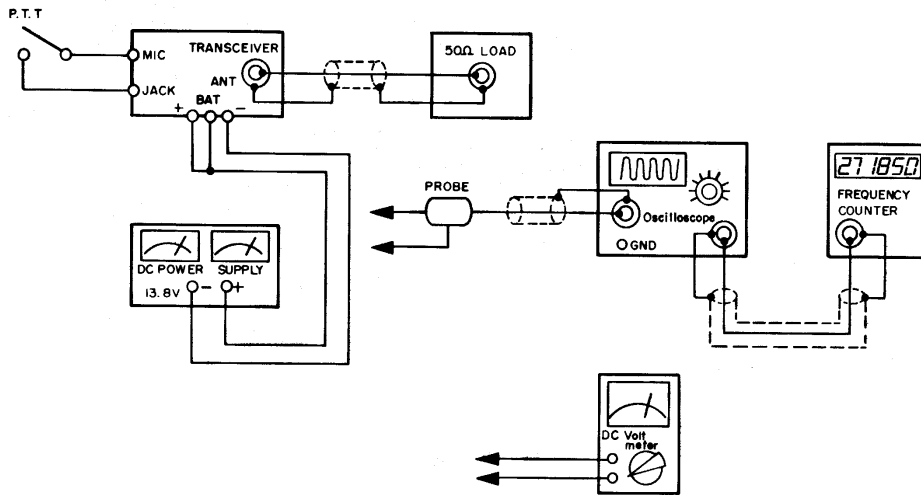 P.T.T
MIC
JACK
TRANSCEIVER
ANT
BAT
+ −
50Ω LOAD
DC POWER SUPPLY
13.8V
− +
PROBE
Oscilloscope
GND
27 1850
FREQUENCY
COUNTER
DC Volt
meter